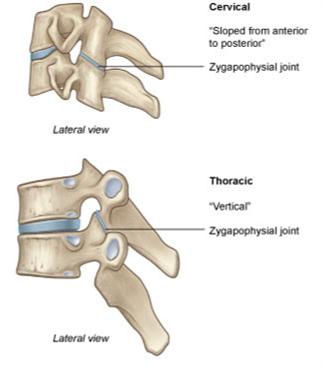 Cervical
“Sloped from anterior
to posterior”
Zygapophysial joint
Lateral view
Thoracic
“Vertical”
Zygapophysial joint
Lateral view